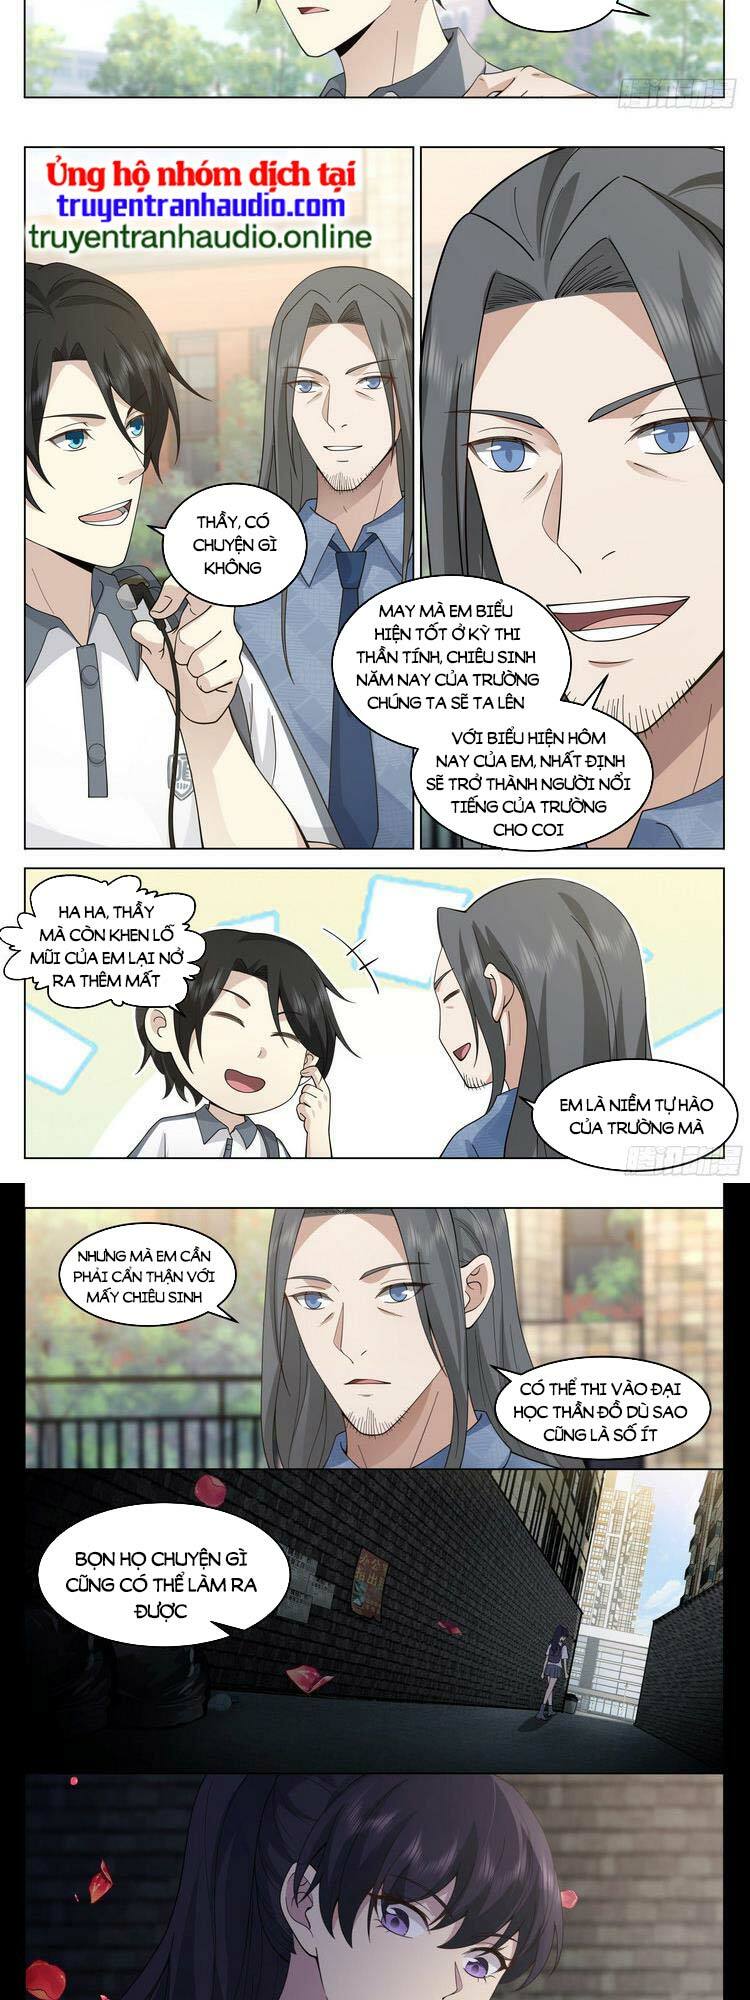 Ủng hộ nhóm dịch tại
truyentranhaudio.com
truyentranhaudio.online
THẦY, CÓ
CHUYỆN GÌ
KHÔNG
MAY MÀ EM BIỂU
HIỆN TỐT Ở KỲ THI
THẦN TÍNH, CHIÊU SINH
NĂM NAY CỦA TRƯỜNG
CHÚNG TA SẼ TA LÊN
VỚI BIỂU HIỆN HÔM
NAY CỦA EM, NHẤT ĐỊNH
SẼ TRỞ THÀNH NGƯỜI NỔI
TIẾNG CỦA TRƯỜNG
CHO COI
HA HA, THẦY
MÀ CÒN KHEN LỖ
MŨI CỦA EM LẠI NỞ
RA THÊM MẤT
EM LÀ NIỀM TỰ HÀO
CỦA TRƯỜNG MÀ
NHƯNG MÀ EM CẦN
PHẢI CẨN THẬN VỚI
MẤY CHIÊU SINH
CÓ THỂ THI VÀO ĐẠI
HỌC THẦN ĐỒ DÙ SAO
CŨNG LÀ SỐ ÍT
BỌN HỌ CHUYỆN GÌ
CŨNG CÓ THỂ LÀM RA
ĐƯỢC